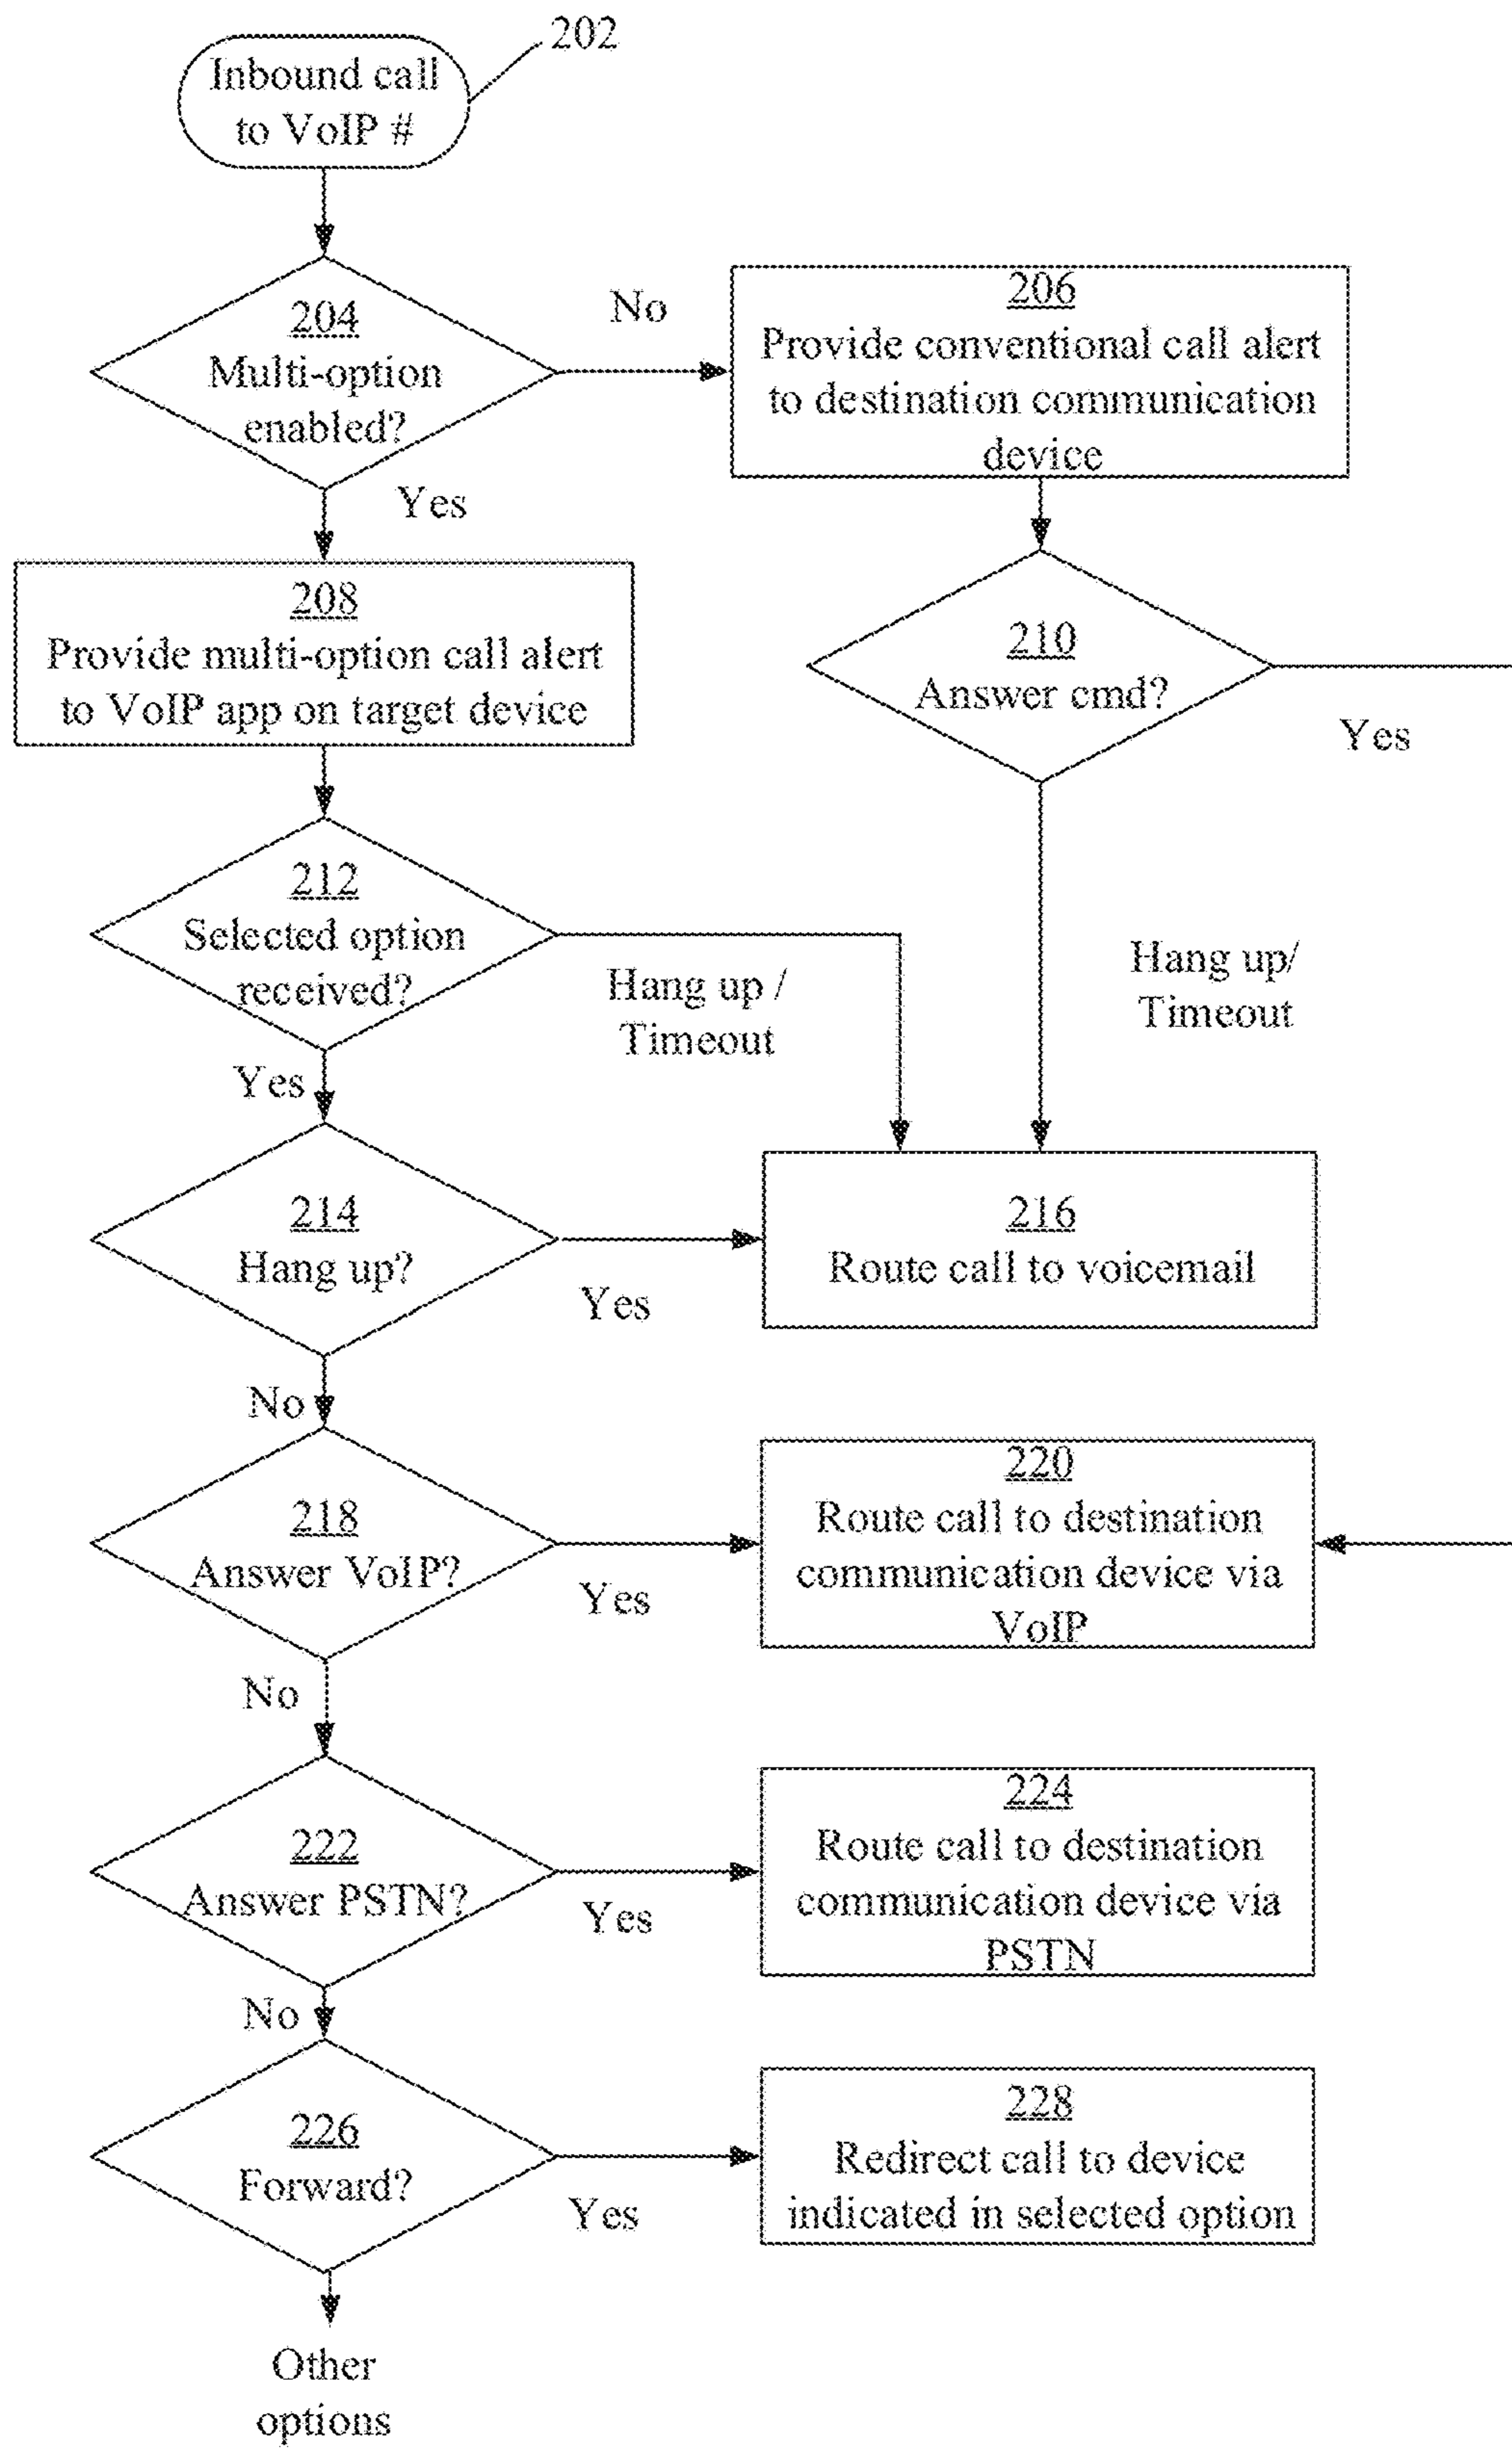 202
Inbound call
to VoIP #
204
Multi-option
enabled?
No
206
Provide conventional call alert
to destination communication
device
Yes
208
Provide multi-option call alert
to VoIP app on target device
210
Answer cmd?
Yes
212
Selected option
received?
Hang up /
Timeout
Hang up/
Timeout
Yes
214
Hang up?
Yes
216
Route call to voicemail
No
218
Answer VoIP?
Yes
220
Route call to destination
communication device via
VoIP
No
222
Answer PSTN?
Yes
224
Route call to destination
communication device via
PSTN
No
226
Forward?
Yes
228
Redirect call to device
indicated in selected option
Other
options